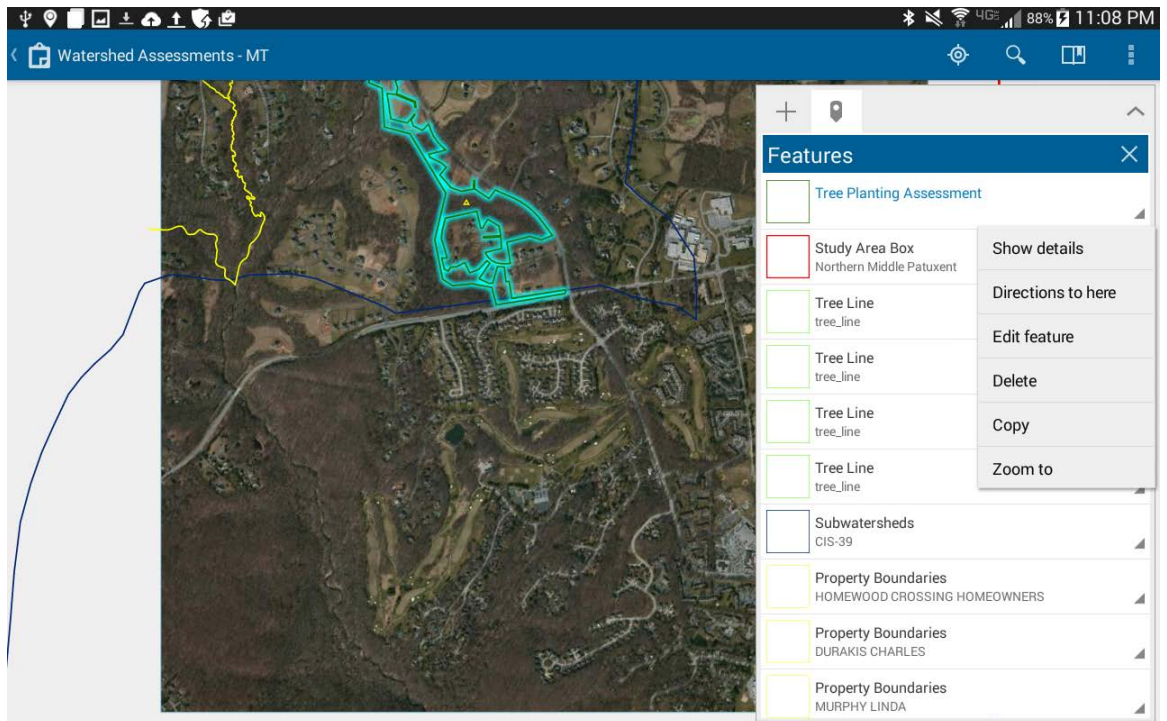 4G 88% 11:08 PM
Watershed Assessments - MT
Features
Tree Planting Assessment
Study Area Box
Northern Middle Patuxent
Tree Line
tree_line
Tree Line
tree_line
Tree Line
tree_line
Tree Line
tree_line
Subwatersheds
CIS-39
Property Boundaries
HOMEWOOD CROSSING HOMEOWNERS
Property Boundaries
DURAKIS CHARLES
Property Boundaries
MURPHY LINDA
Show details
Directions to here
Edit feature
Delete
Copy
Zoom to